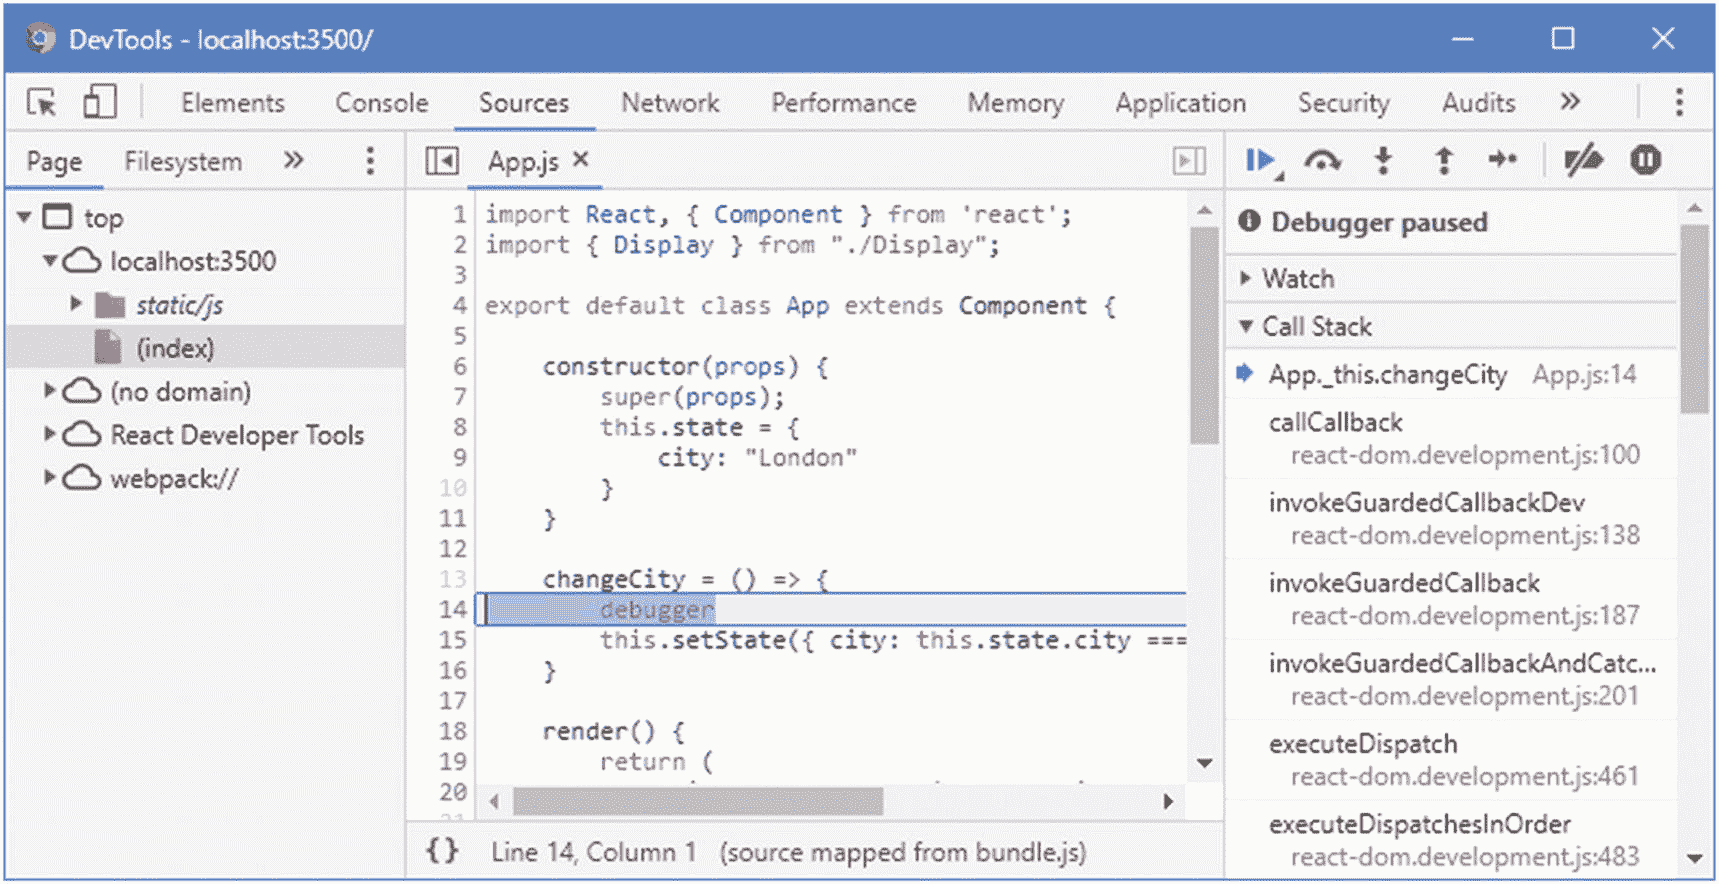 DevTools - localhost:3500/
Elements Console Sources Network Performance Memory Application Security Audits »
Page Filesystem »
top
localhost:3500
static/js
(index)
(no domain)
React Developer Tools
webpack://
App.js ×
1 import React, { Component } from 'react';
2 import { Display } from "./Display";
3
4 export default class App extends Component {
5
6 constructor(props) {
7 super(props);
8 this.state = {
9 city: "London"
10 }
11 }
12
13 changeCity = () => {
14 debugger
15 this.setState({ city: this.state.city ===
16 }
17
18 render() {
19 return (
20
{} Line 14, Column 1 (source mapped from bundle.js)
Debugger paused
Watch
Call Stack
App._this.changeCity App.js:14
callCallback
react-dom.development.js:100
invokeGuardedCallbackDev
react-dom.development.js:138
invokeGuardedCallback
react-dom.development.js:187
invokeGuardedCallbackAndCatc...
react-dom.development.js:201
executeDispatch
react-dom.development.js:461
executeDispatchesInOrder
react-dom.development.js:483